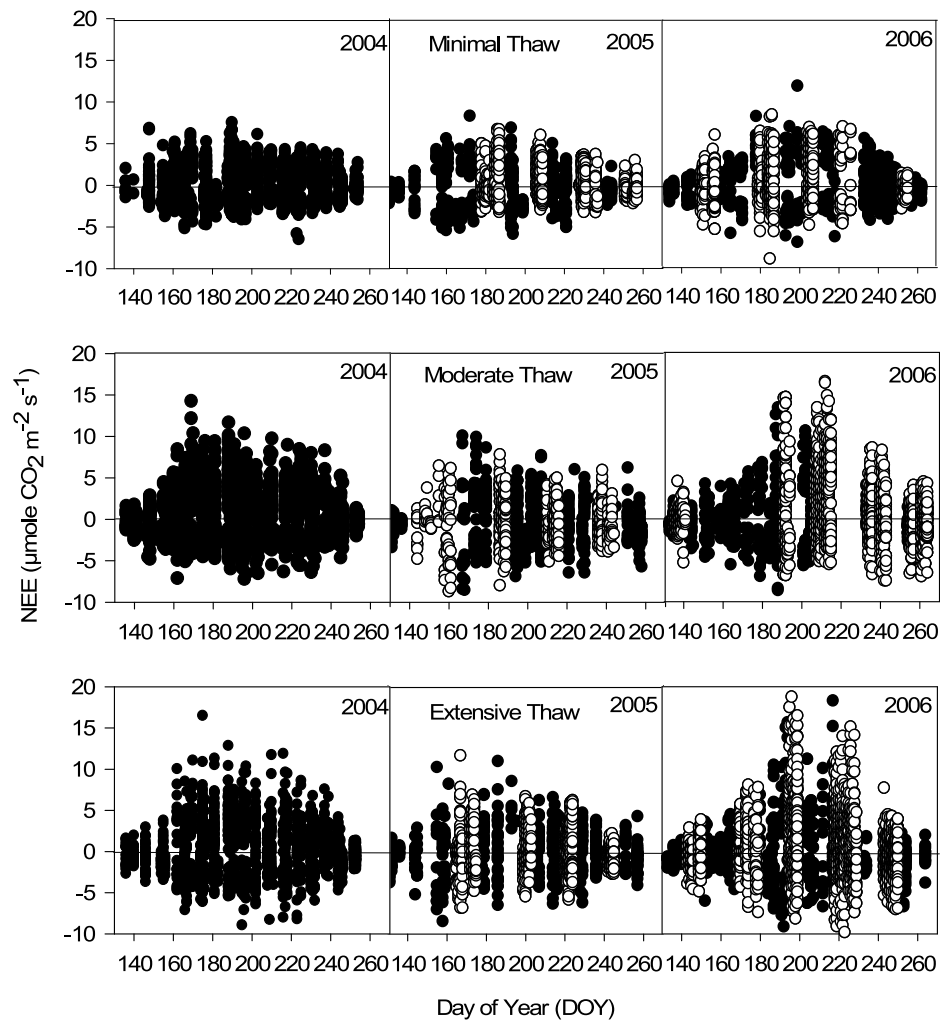 20
2004
Minimal Thaw
2005
2006
15
10
5
0
-5
-10
140 160 180 200 220 240 260
140 160 180 200 220 240 260
140 160 180 200 220 240 260
20
2004
Moderate Thaw
2005
2006
15
10
5
0
-5
-10
140 160 180 200 220 240 260
140 160 180 200 220 240 260
140 160 180 200 220 240 260
NEE (µmole CO₂ m⁻² s⁻¹)
20
2004
Extensive Thaw
2005
2006
15
10
5
0
-5
-10
140 160 180 200 220 240 260
140 160 180 200 220 240 260
140 160 180 200 220 240 260
Day of Year (DOY)